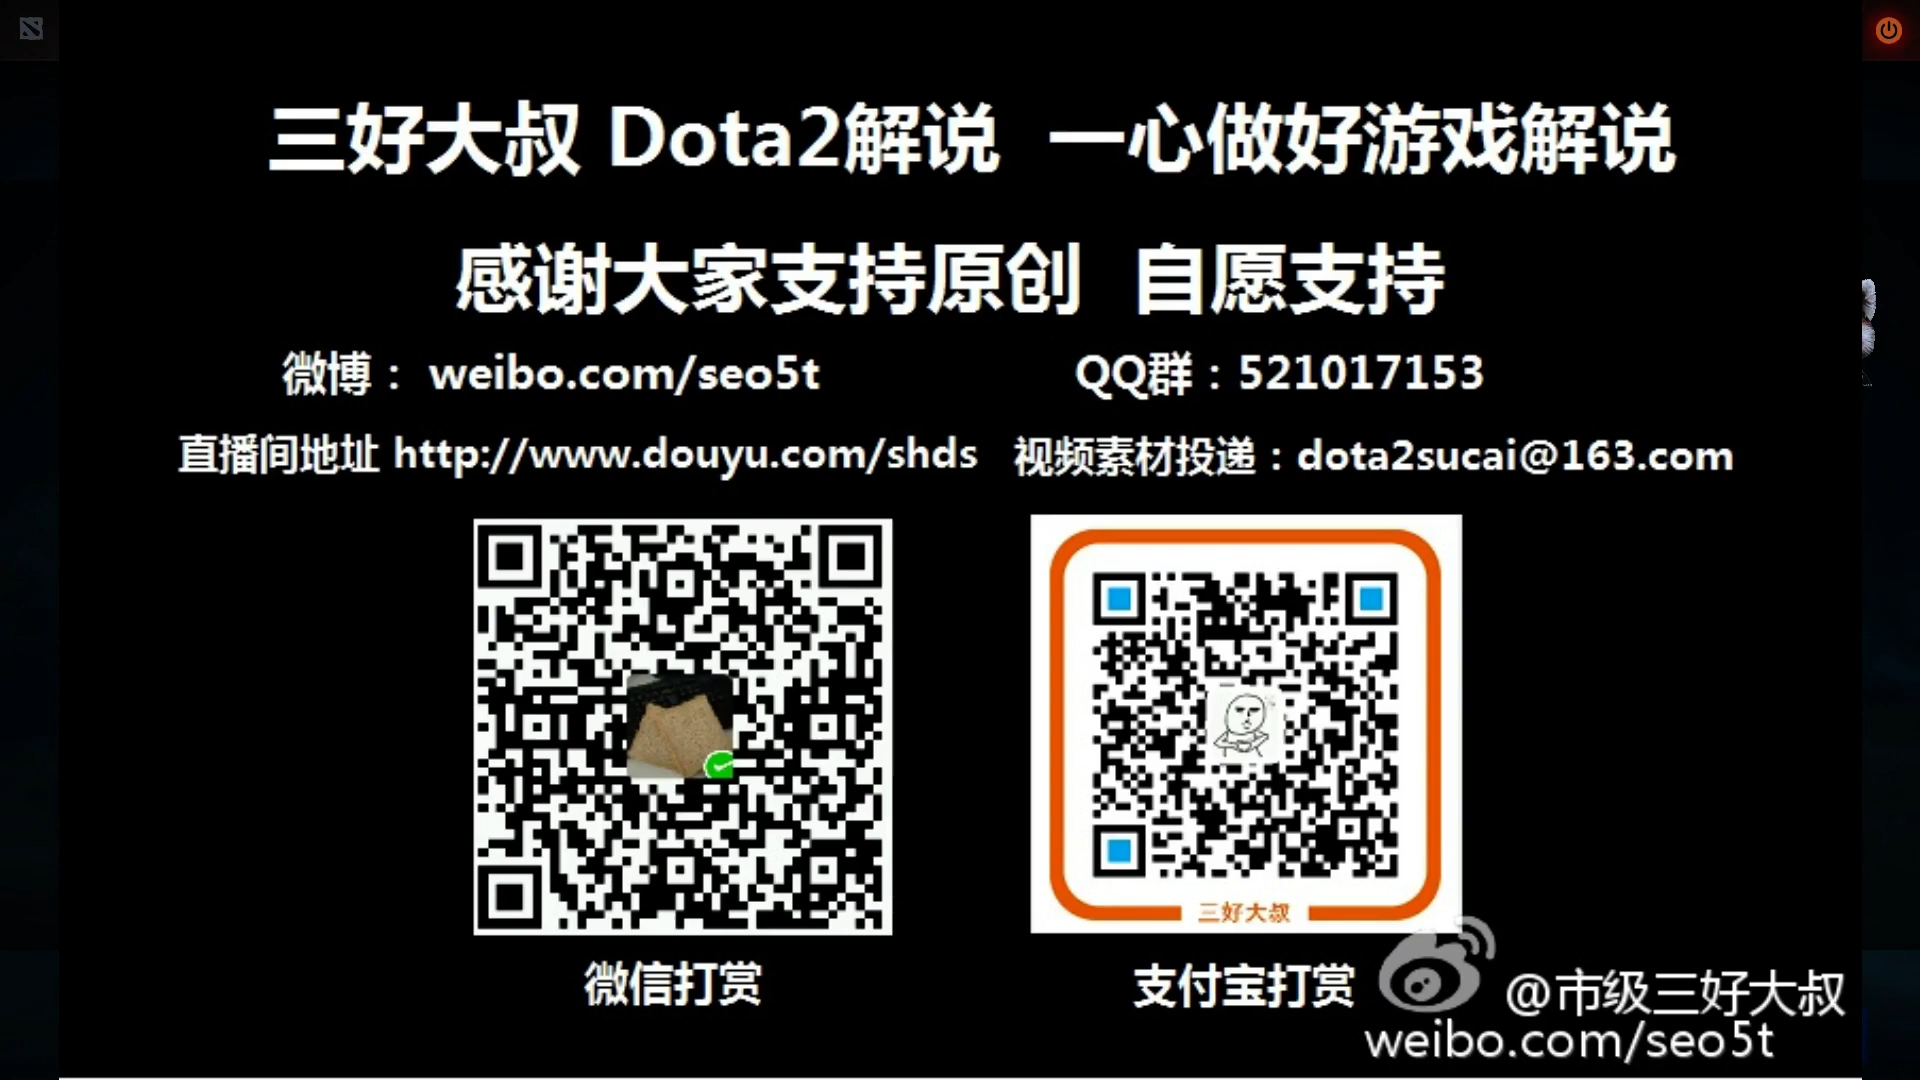 三好大叔 Dota2解说 一心做好游戏解说
感谢大家支持原创 自愿支持
微博： weibo.com/seo5t
QQ群：521017153
直播间地址 http://www.douyu.com/shds
视频素材投递：dota2sucai@163.com
三好大叔
微信打赏
支付宝打赏
@市级三好大叔
weibo.com/seo5t